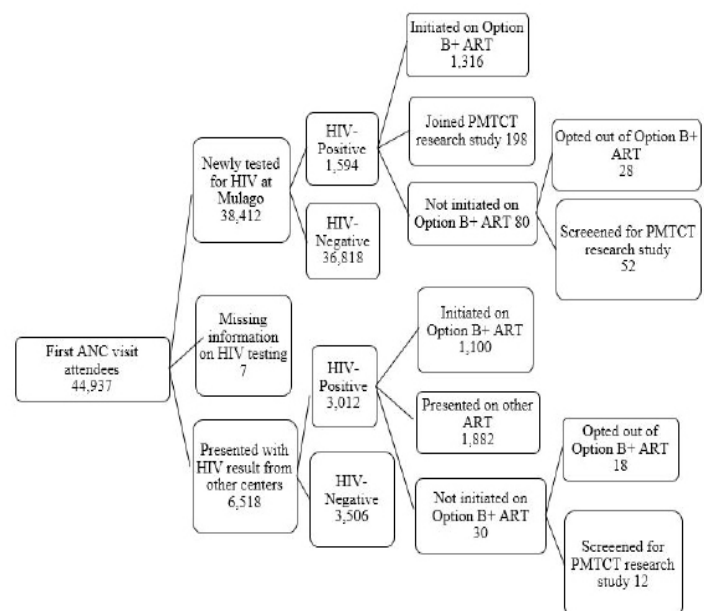 Initiated on Option
B+ ART
1,316
Joined PMTCT
research study 198
Not initiated on
Option B+ ART 80
Opted out of Option B+
ART
28
Screeened for PMTCT
research study
52
HIV-
Positive
1,594
HIV-
Negative
36,818
Newly tested
for HIV at
Mulago
38,412
Missing
information
on HIV testing
7
First ANC visit
attendees
44,937
Presented with
HIV result from
other centers
6,518
HIV-
Positive
3,012
HIV-
Negative
3,506
Initiated on
Option B+ ART
1,100
Presented on other
ART
1,882
Not initiated on
Option B+ ART
30
Opted out of
Option B+ ART
18
Screeened for
PMTCT research
study 12